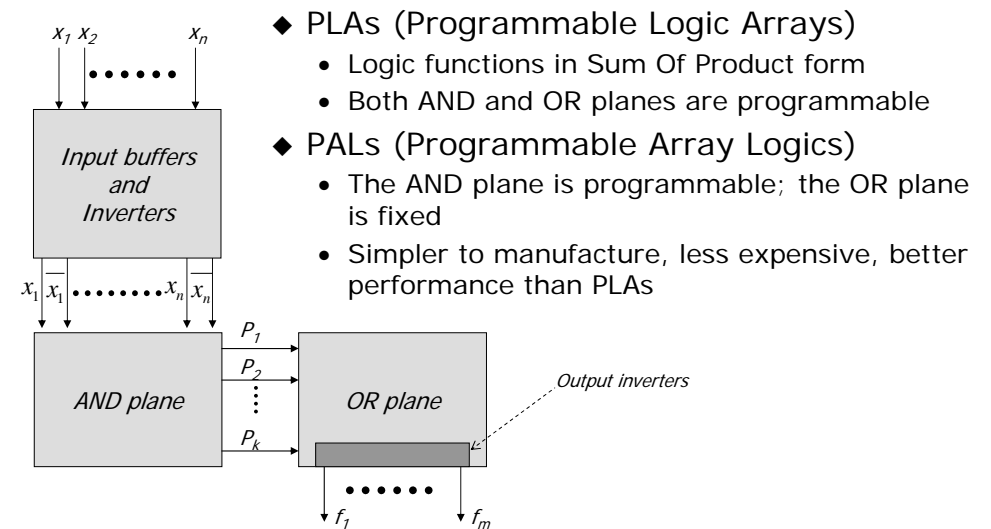 ◆ PLAs (Programmable Logic Arrays)
• Logic functions in Sum Of Product form
• Both AND and OR planes are programmable
◆ PALs (Programmable Array Logics)
• The AND plane is programmable; the OR plane
is fixed
• Simpler to manufacture, less expensive, better
performance than PLAs
x₁ x₂ xₙ
Input buffers
and
Inverters
x₁ x̅₁ xₙ x̅ₙ
AND plane
P₁
P₂
Pₖ
OR plane
Output inverters
f₁ fₘ